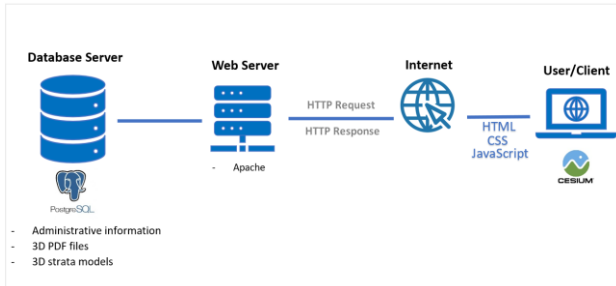 Database Server
Web Server
Internet
User/Client
HTTP Request
HTTP Response
HTML
CSS
JavaScript
- Apache
PostgreSQL
CESIUM
- Administrative information
- 3D PDF files
- 3D strata models